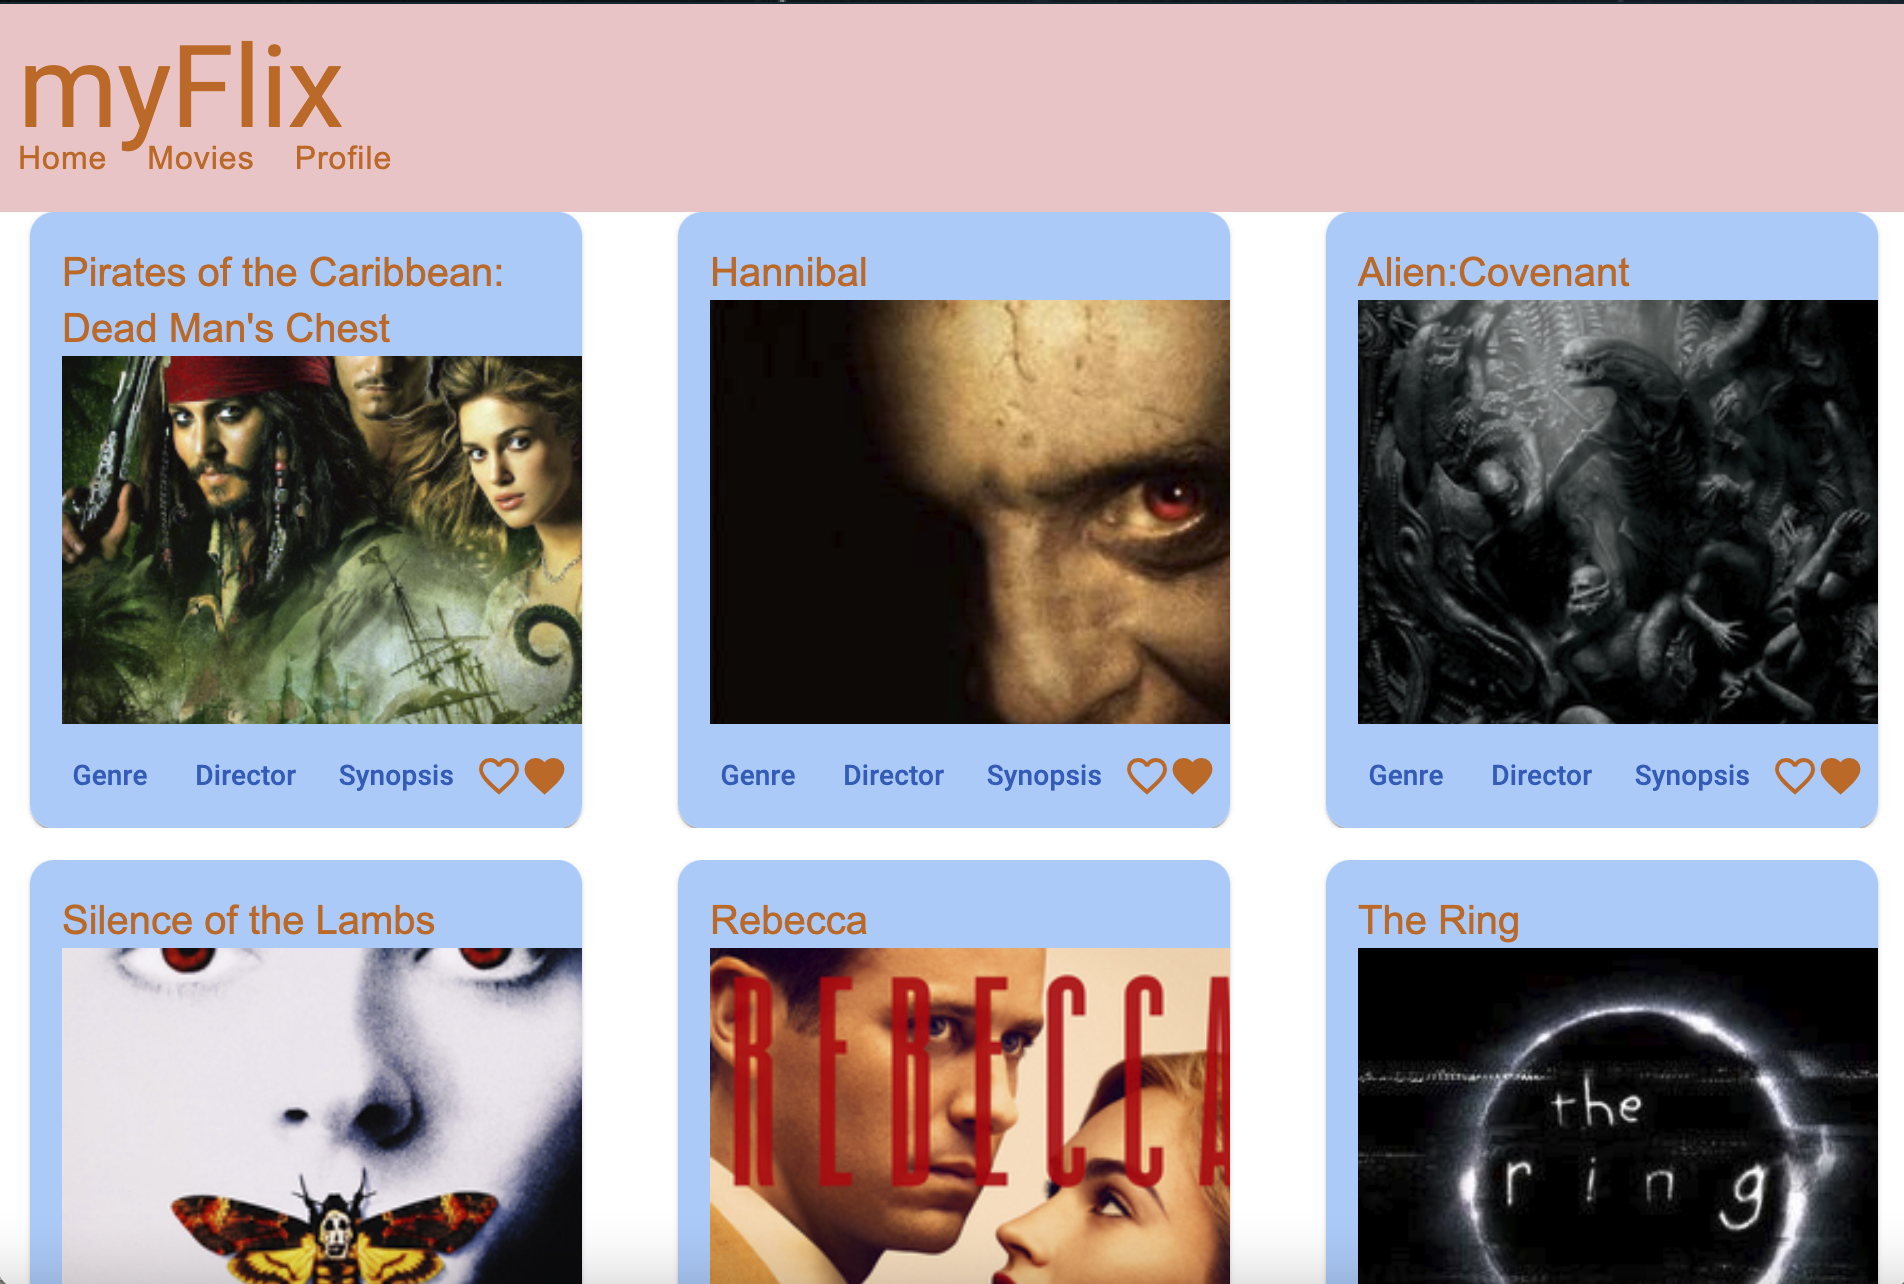 myFlix
Home Movies Profile
Pirates of the Caribbean:
Dead Man's Chest
Hannibal
Alien:Covenant
Genre Director Synopsis
Genre Director Synopsis
Genre Director Synopsis
Silence of the Lambs
Rebecca
The Ring
REBECCA
the
ring